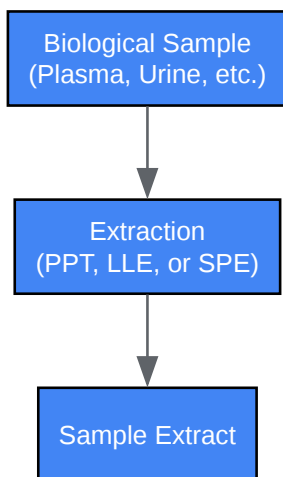 Biological Sample
(Plasma, Urine, etc.)
Extraction
(PPT, LLE, or SPE)
Sample Extract